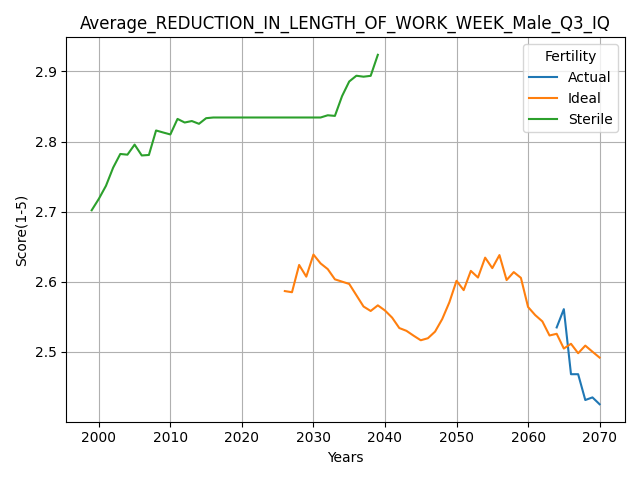 Average_REDUCTION_IN_LENGTH_OF_WORK_WEEK_Male_Q3_IQ
Fertility
Actual
Ideal
Sterile
Score(1-5)
2.9
2.8
2.7
2.6
2.5
2000 2010 2020 2030 2040 2050 2060 2070
Years